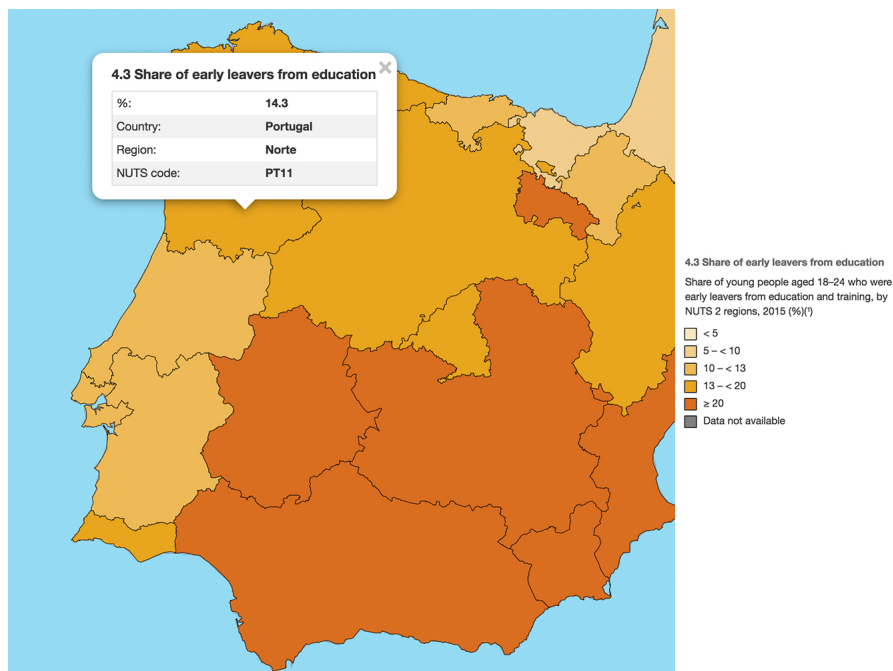 4.3 Share of early leavers from education
%: 14.3
Country: Portugal
Region: Norte
NUTS code: PT11
4.3 Share of early leavers from education
Share of young people aged 18–24 who were
early leavers from education and training, by
NUTS 2 regions, 2015 (%)(¹)
< 5
5 – < 10
10 – < 13
13 – < 20
≥ 20
Data not available